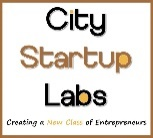 City
Startup
Labs
Creating a New Class of Entrepreneurs